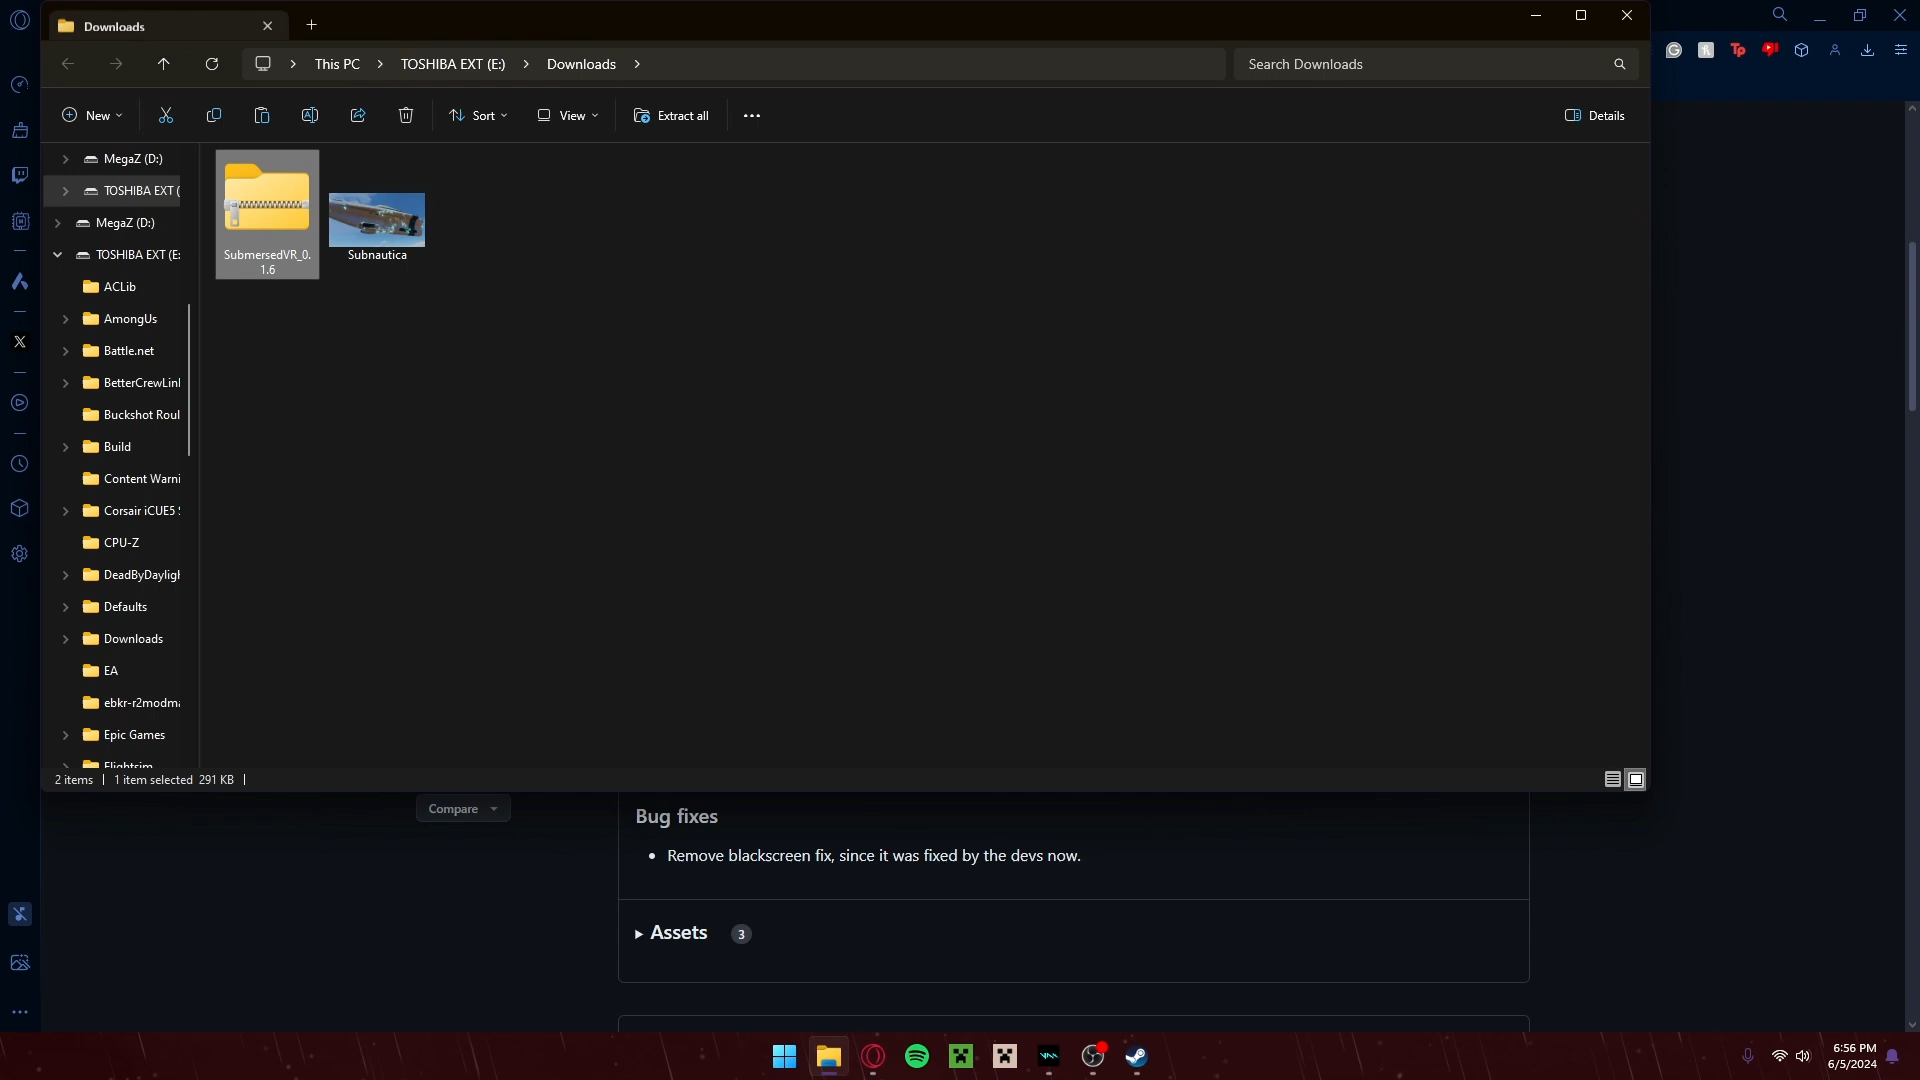 Downloads
This PC
TOSHIBA EXT (E:)
Downloads
Search Downloads
New
Sort
View
Extract all
Details
MegaZ (D:)
TOSHIBA EXT (
MegaZ (D:)
TOSHIBA EXT (E:
ACLib
AmongUs
Battle.net
BetterCrewLinl
Buckshot Roul
Build
Content Warni
Corsair iCUE5 S
CPU-Z
DeadByDayligh
Defaults
Downloads
EA
ebkr-r2modma
Epic Games
Flightsim
SubmersedVR_0.
1.6
Subnautica
2 items
1 item selected 291 KB
Compare
Bug fixes
Remove blackscreen fix, since it was fixed by the devs now.
Assets 3
6:56 PM
6/5/2024